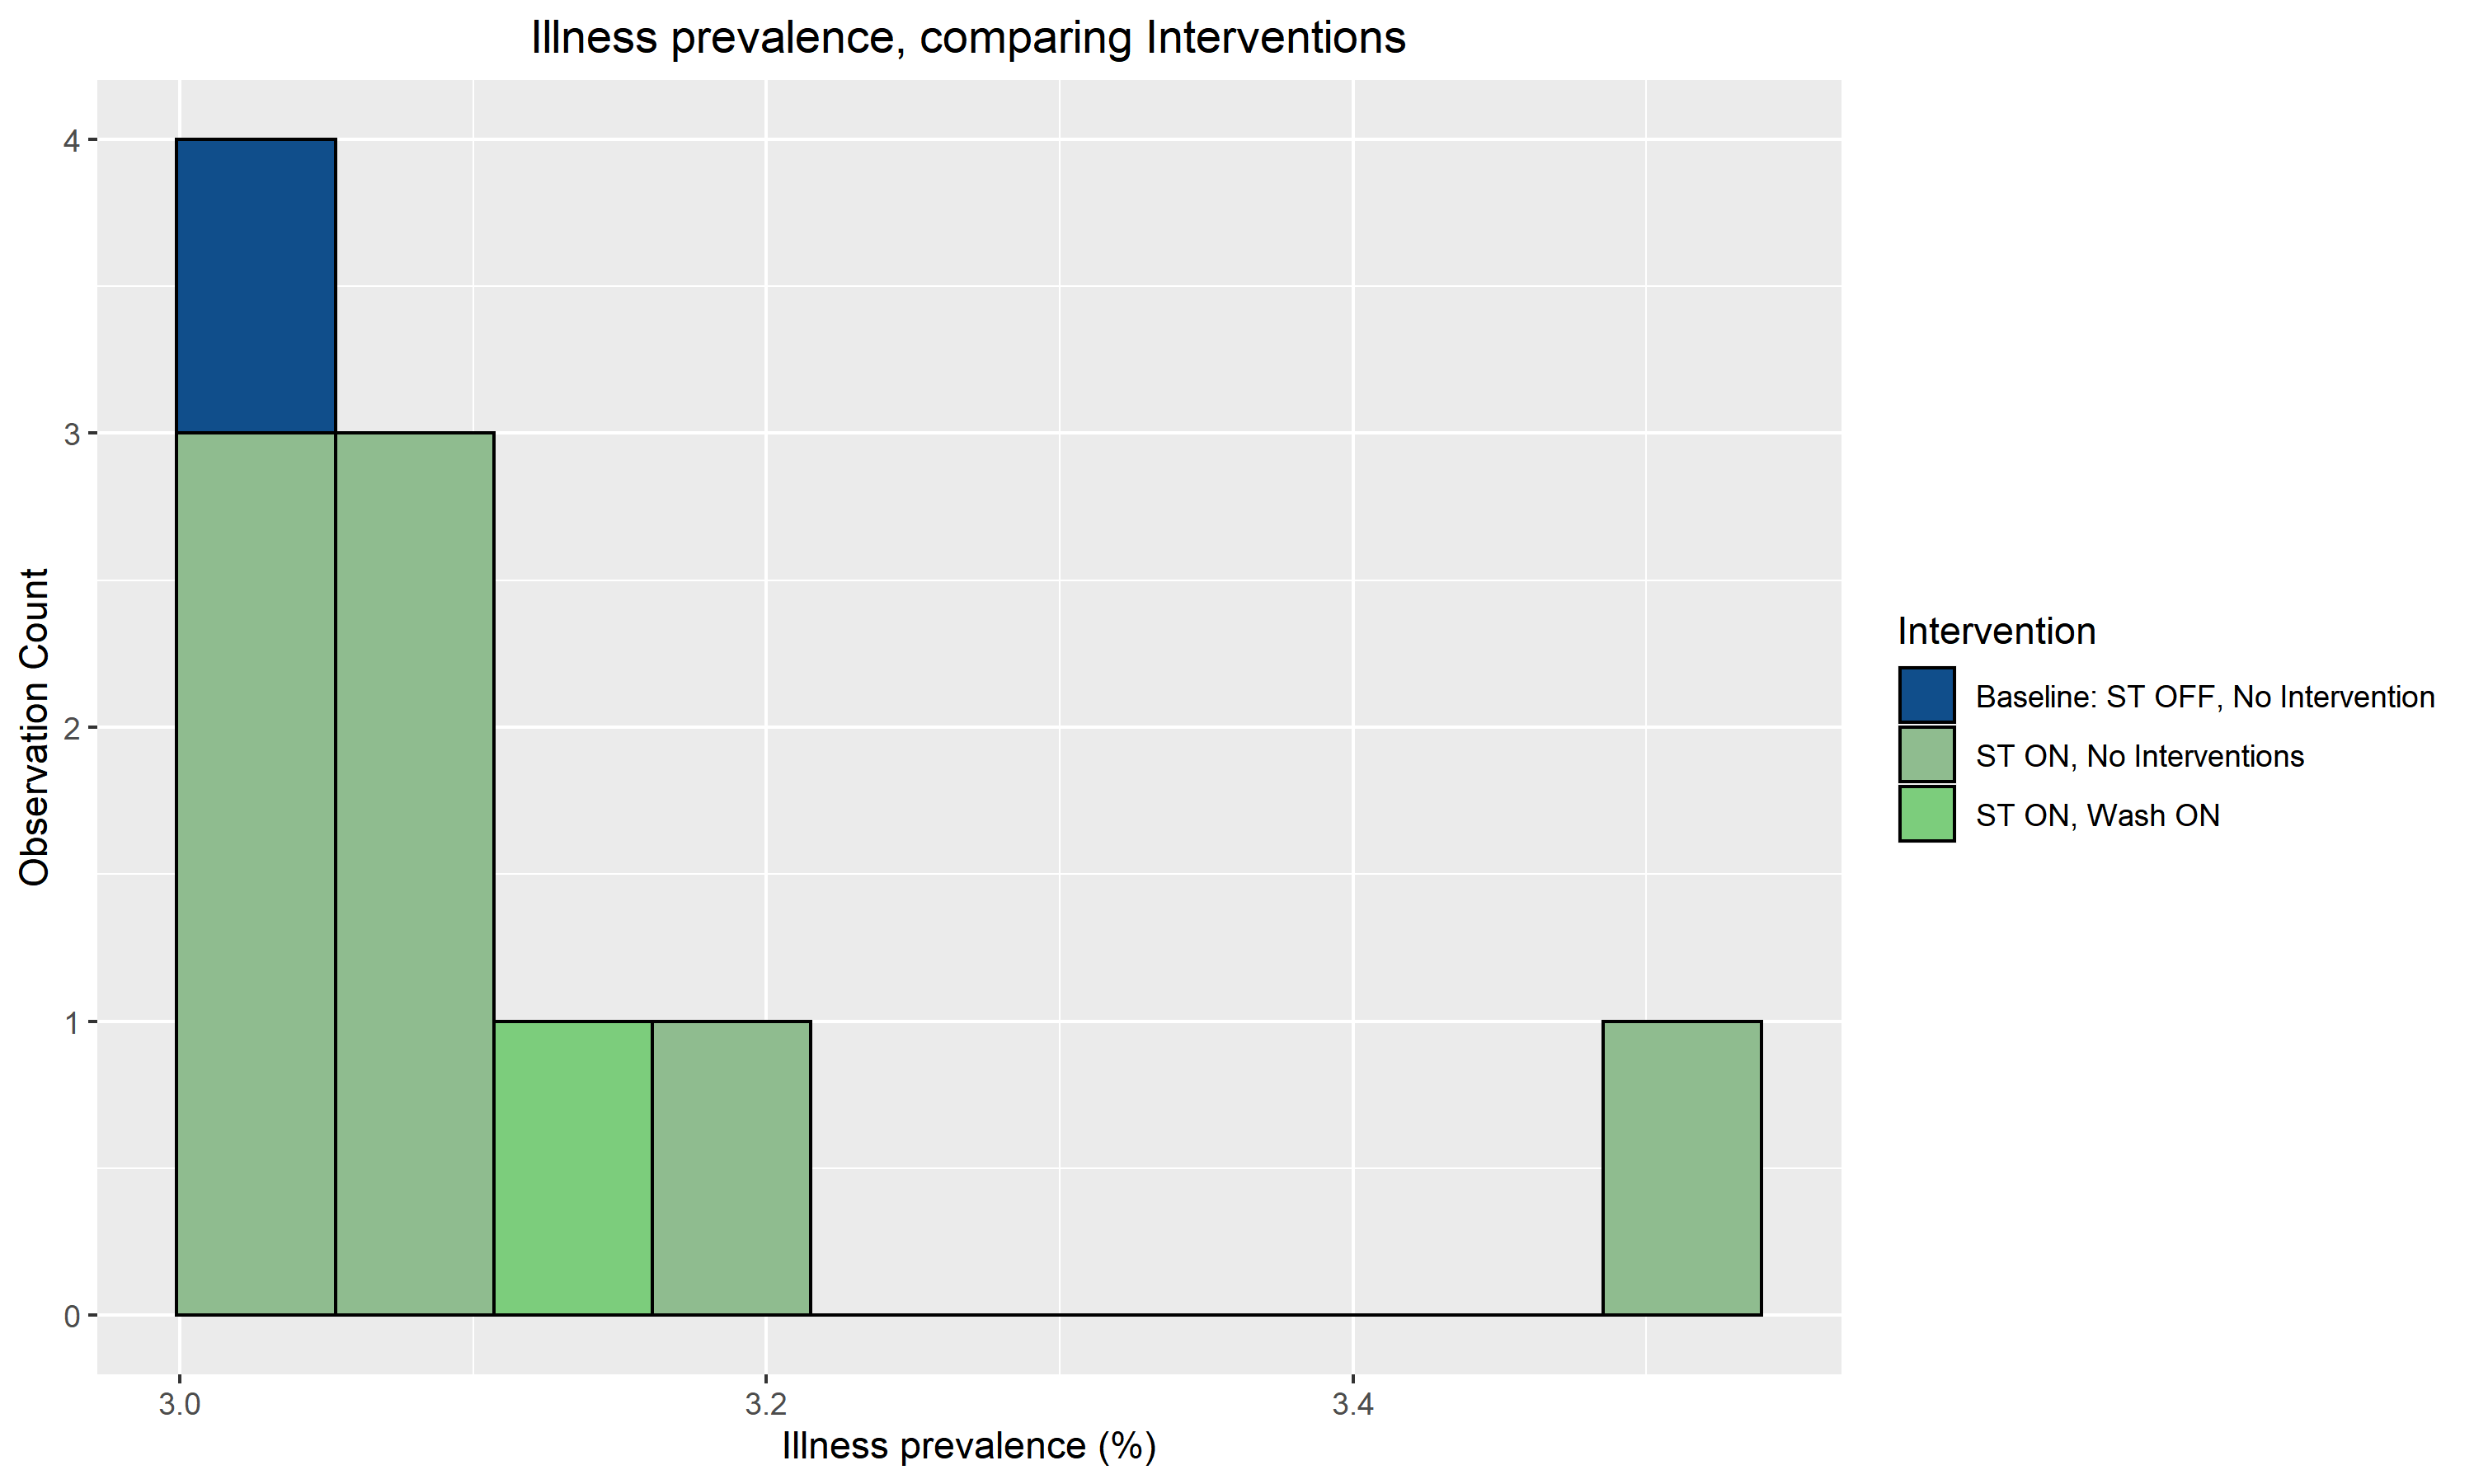 Illness prevalence, comparing Interventions
4
3
2
1
0
Observation Count
3.0
3.2
3.4
Illness prevalence (%)
Intervention
Baseline: ST OFF, No Intervention
ST ON, No Interventions
ST ON, Wash ON